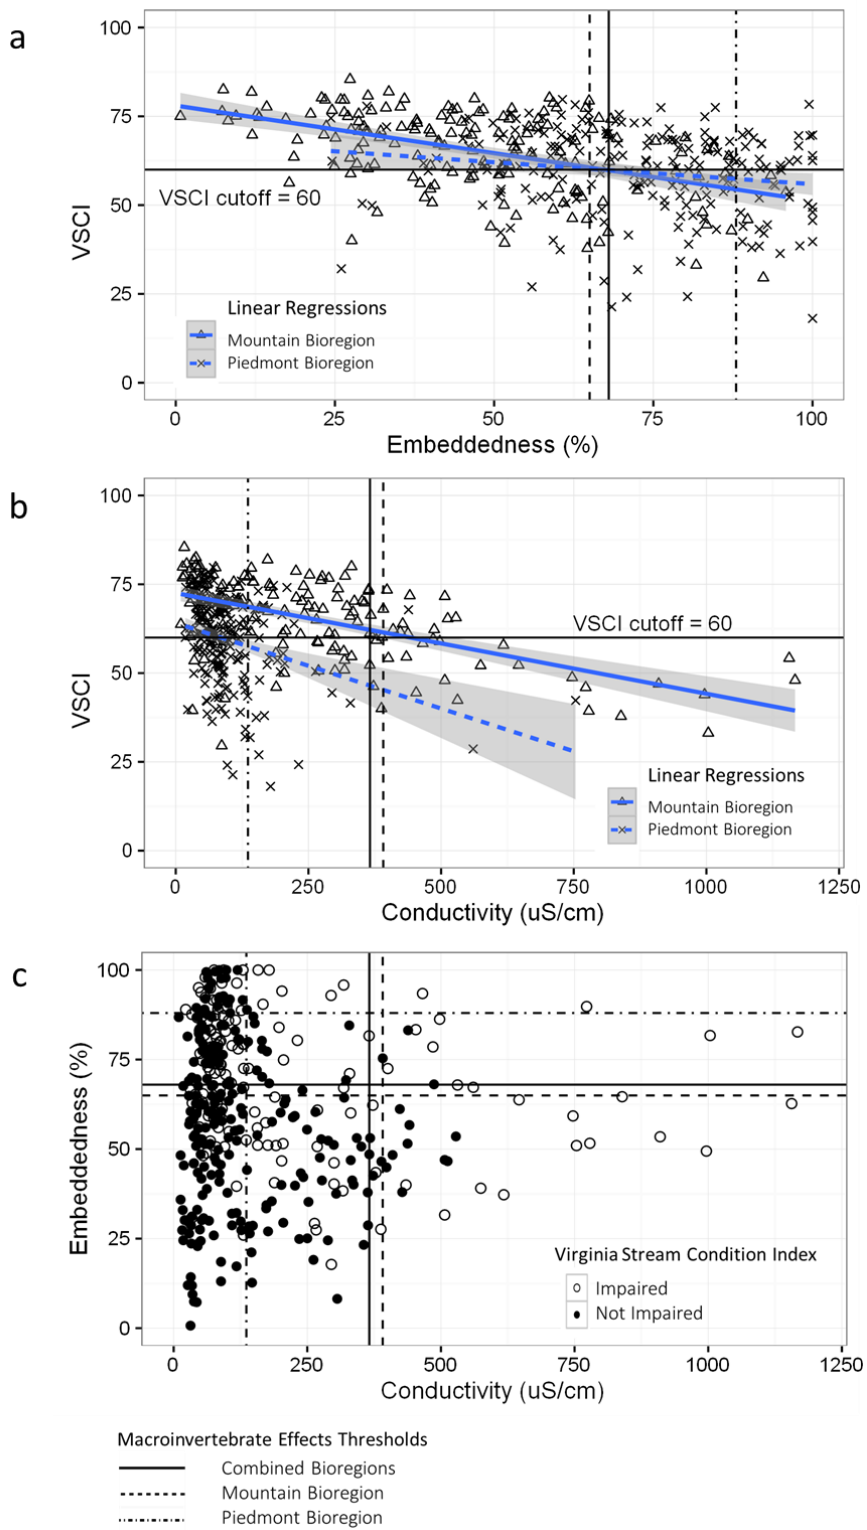 a
100
75
50
25
0
VSCI
VSCI cutoff = 60
Linear Regressions
Mountain Bioregion
Piedmont Bioregion
0 25 50 75 100
Embeddedness (%)
b
100
75
50
25
0
VSCI
VSCI cutoff = 60
Linear Regressions
Mountain Bioregion
Piedmont Bioregion
0 250 500 750 1000 1250
Conductivity (uS/cm)
c
100
75
50
25
0
Embeddedness (%)
Virginia Stream Condition Index
Impaired
Not Impaired
0 250 500 750 1000 1250
Conductivity (uS/cm)
Macroinvertebrate Effects Thresholds
Combined Bioregions
Mountain Bioregion
Piedmont Bioregion